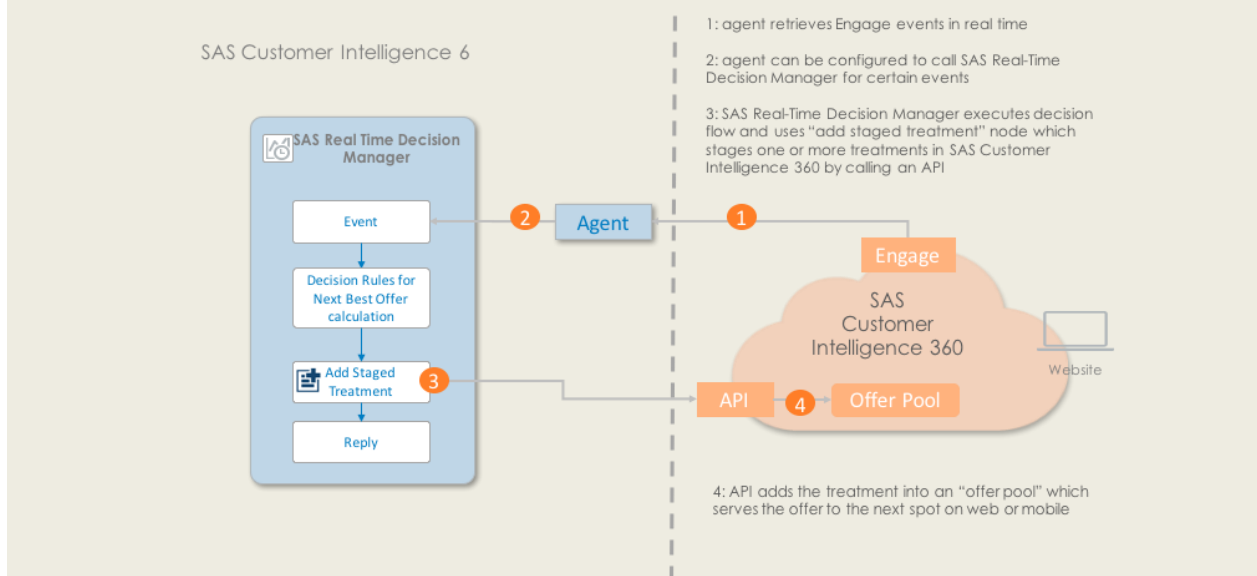 SAS Customer Intelligence 6
SAS Real Time Decision
Manager
Event
Decision Rules for
Next Best Offer
calculation
Add Staged
Treatment
3
Reply
2
Agent
1
1: agent retrieves Engage events in real time
2: agent can be configured to call SAS Real-Time
Decision Manager for certain events
3: SAS Real-Time Decision Manager executes decision
flow and uses “add staged treatment” node which
stages one or more treatments in SAS Customer
Intelligence 360 by calling an API
Engage
SAS
Customer
Intelligence 360
Website
API
4
Offer Pool
4: API adds the treatment into an “offer pool” which
serves the offer to the next spot on web or mobile